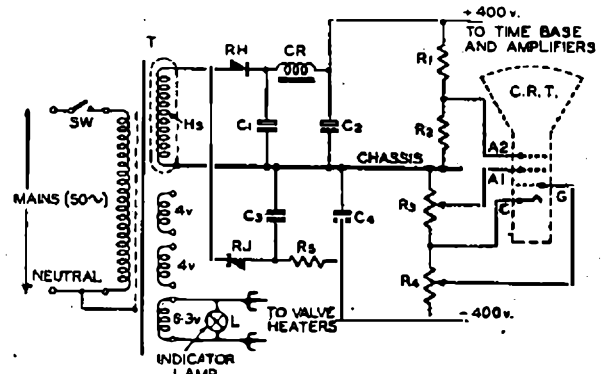 +400v.
TO TIME BASE
AND AMPLIFIERS
T
RH
CR
R1
C.R.T.
SW
HS
C1
C2
R2
A2
CHASSIS
A1
G
MAINS (50~)
4v
C3
C4
R3
C
4v
RJ
R5
R4
NEUTRAL
6·3v
L
TO VALVE
HEATERS
-400v.
INDICATOR
LAMP